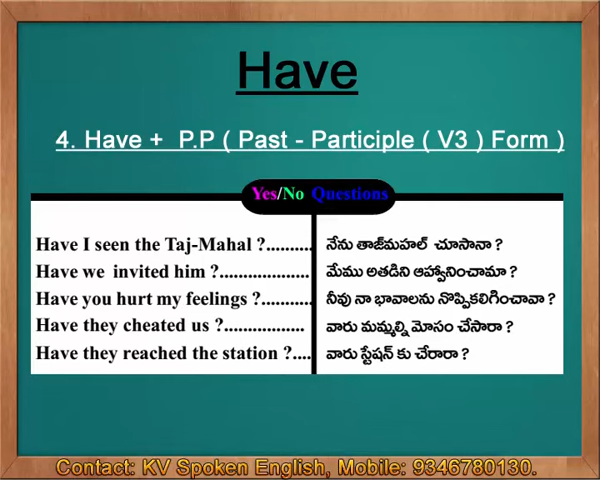 Have
4. Have + P.P ( Past - Participle ( V3 ) Form )
Yes/No Questions
Have I seen the Taj-Mahal ?.......... నేను తాజ్‌మహల్ చూసానా ?
Have we invited him ?.................... మేము అతడిని ఆహ్వానించామా ?
Have you hurt my feelings ?........... నీవు నా భావాలను నొప్పికలిగించావా ?
Have they cheated us ?.................. వారు మమ్మల్ని మోసం చేసారా ?
Have they reached the station ?.... వారు స్టేషన్ కు చేరారా ?
Contact: KV Spoken English, Mobile: 9346780130.